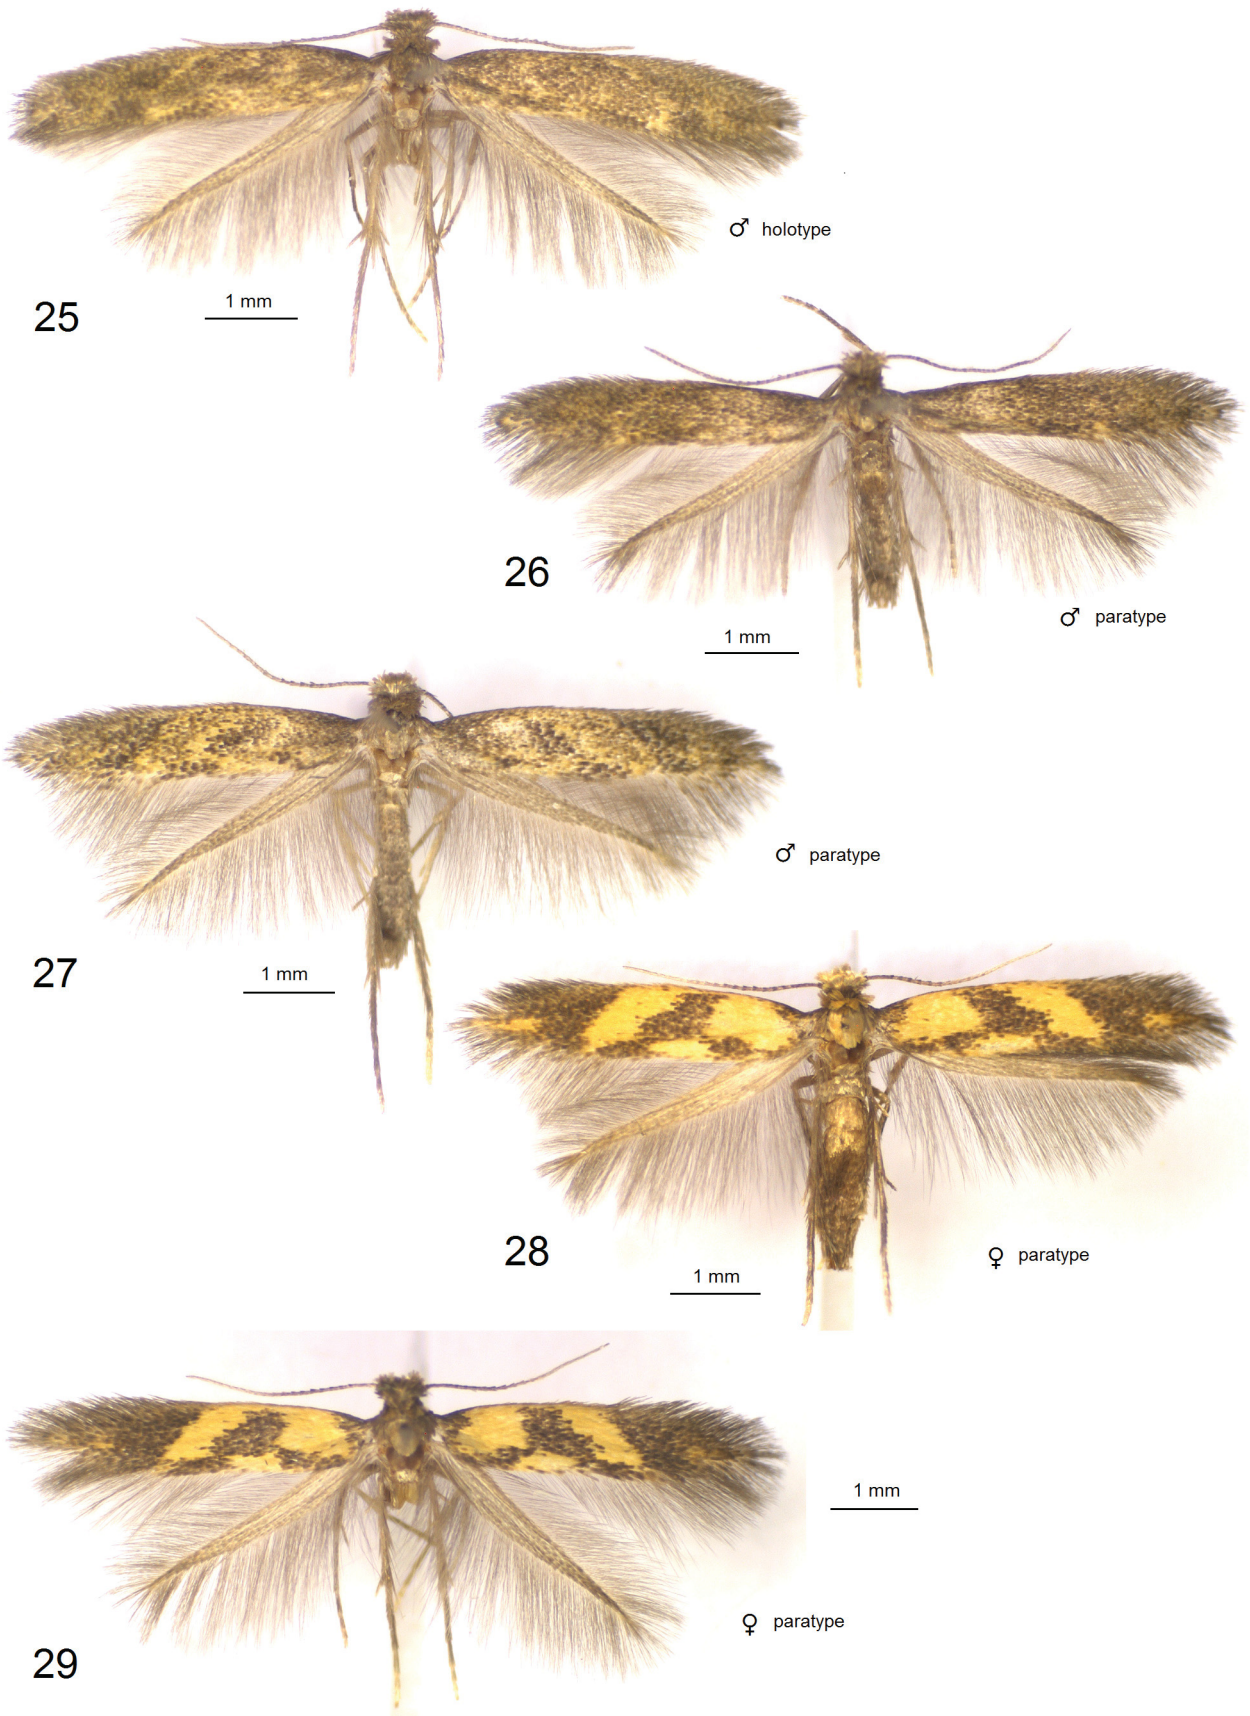 ♂ holotype
25
1 mm
26
1 mm
♂ paratype
27
1 mm
♂ paratype
28
1 mm
♀ paratype
29
1 mm
♀ paratype